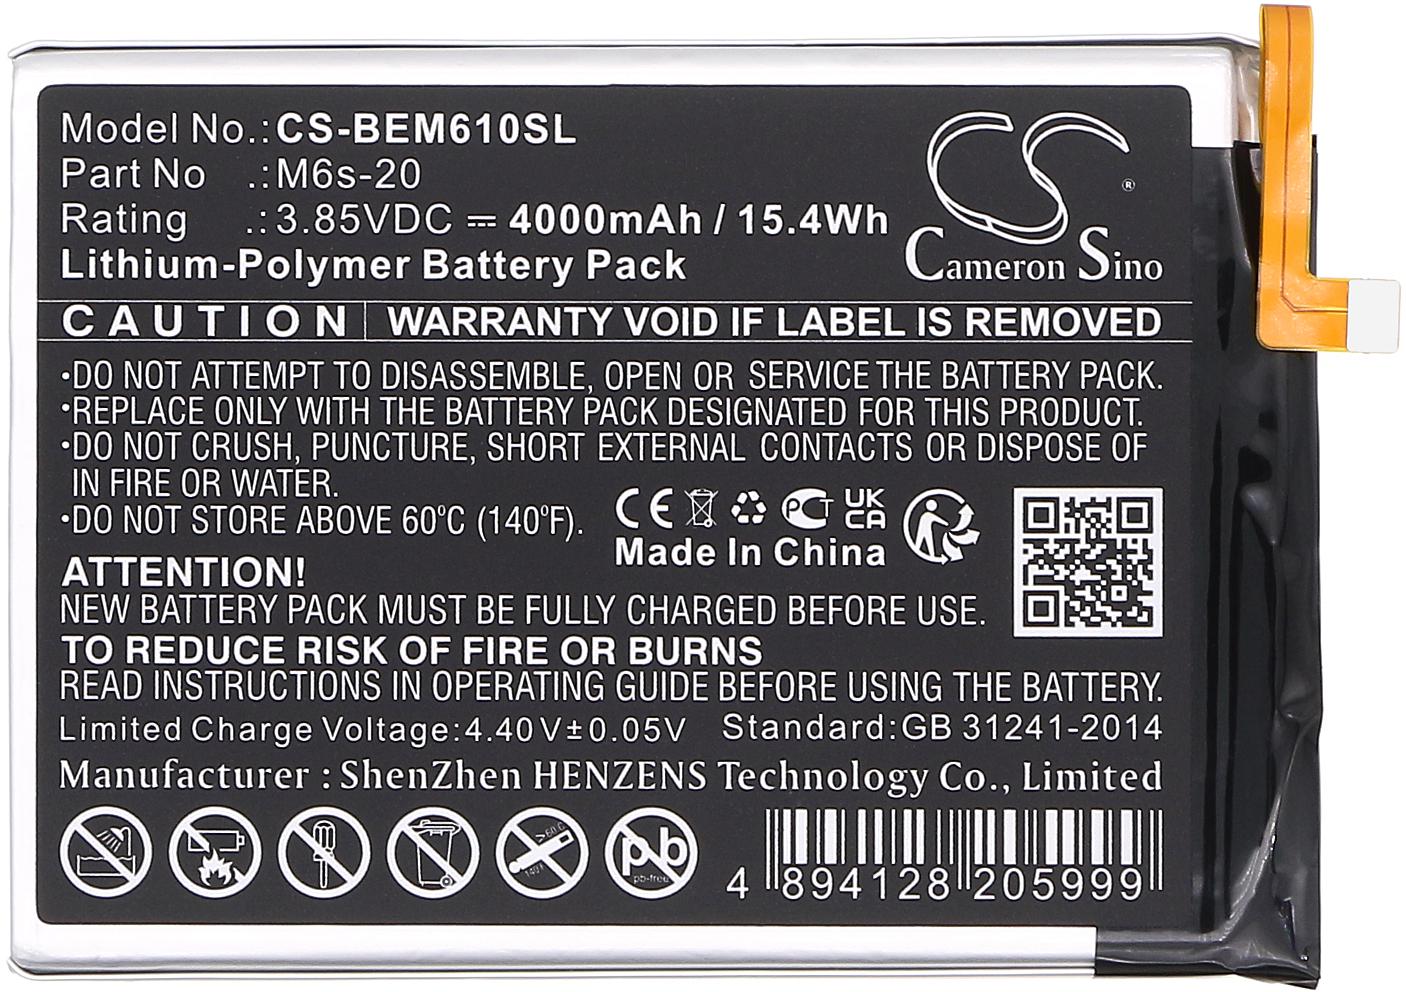 Model No.: CS-BEM610SL
Part No .: M6s-20
Rating .: 3.85VDC ⎓ 4000mAh / 15.4Wh
Lithium-Polymer Battery Pack
Cameron Sino ®
CAUTION | WARRANTY VOID IF LABEL IS REMOVED
•DO NOT ATTEMPT TO DISASSEMBLE, OPEN OR SERVICE THE BATTERY PACK.
•REPLACE ONLY WITH THE BATTERY PACK DESIGNATED FOR THIS PRODUCT.
•DO NOT CRUSH, PUNCTURE, SHORT EXTERNAL CONTACTS OR DISPOSE OF
IN FIRE OR WATER.
•DO NOT STORE ABOVE 60ºC (140ºF).
CE PCT UK CA
Made In China
ATTENTION!
NEW BATTERY PACK MUST BE FULLY CHARGED BEFORE USE.
TO REDUCE RISK OF FIRE OR BURNS
READ INSTRUCTIONS IN OPERATING GUIDE BEFORE USING THE BATTERY.
Limited Charge Voltage:4.40V±0.05V Standard:GB 31241-2014
Manufacturer : ShenZhen HENZENS Technology Co., Limited
pb
pb-free
4 894128 205999